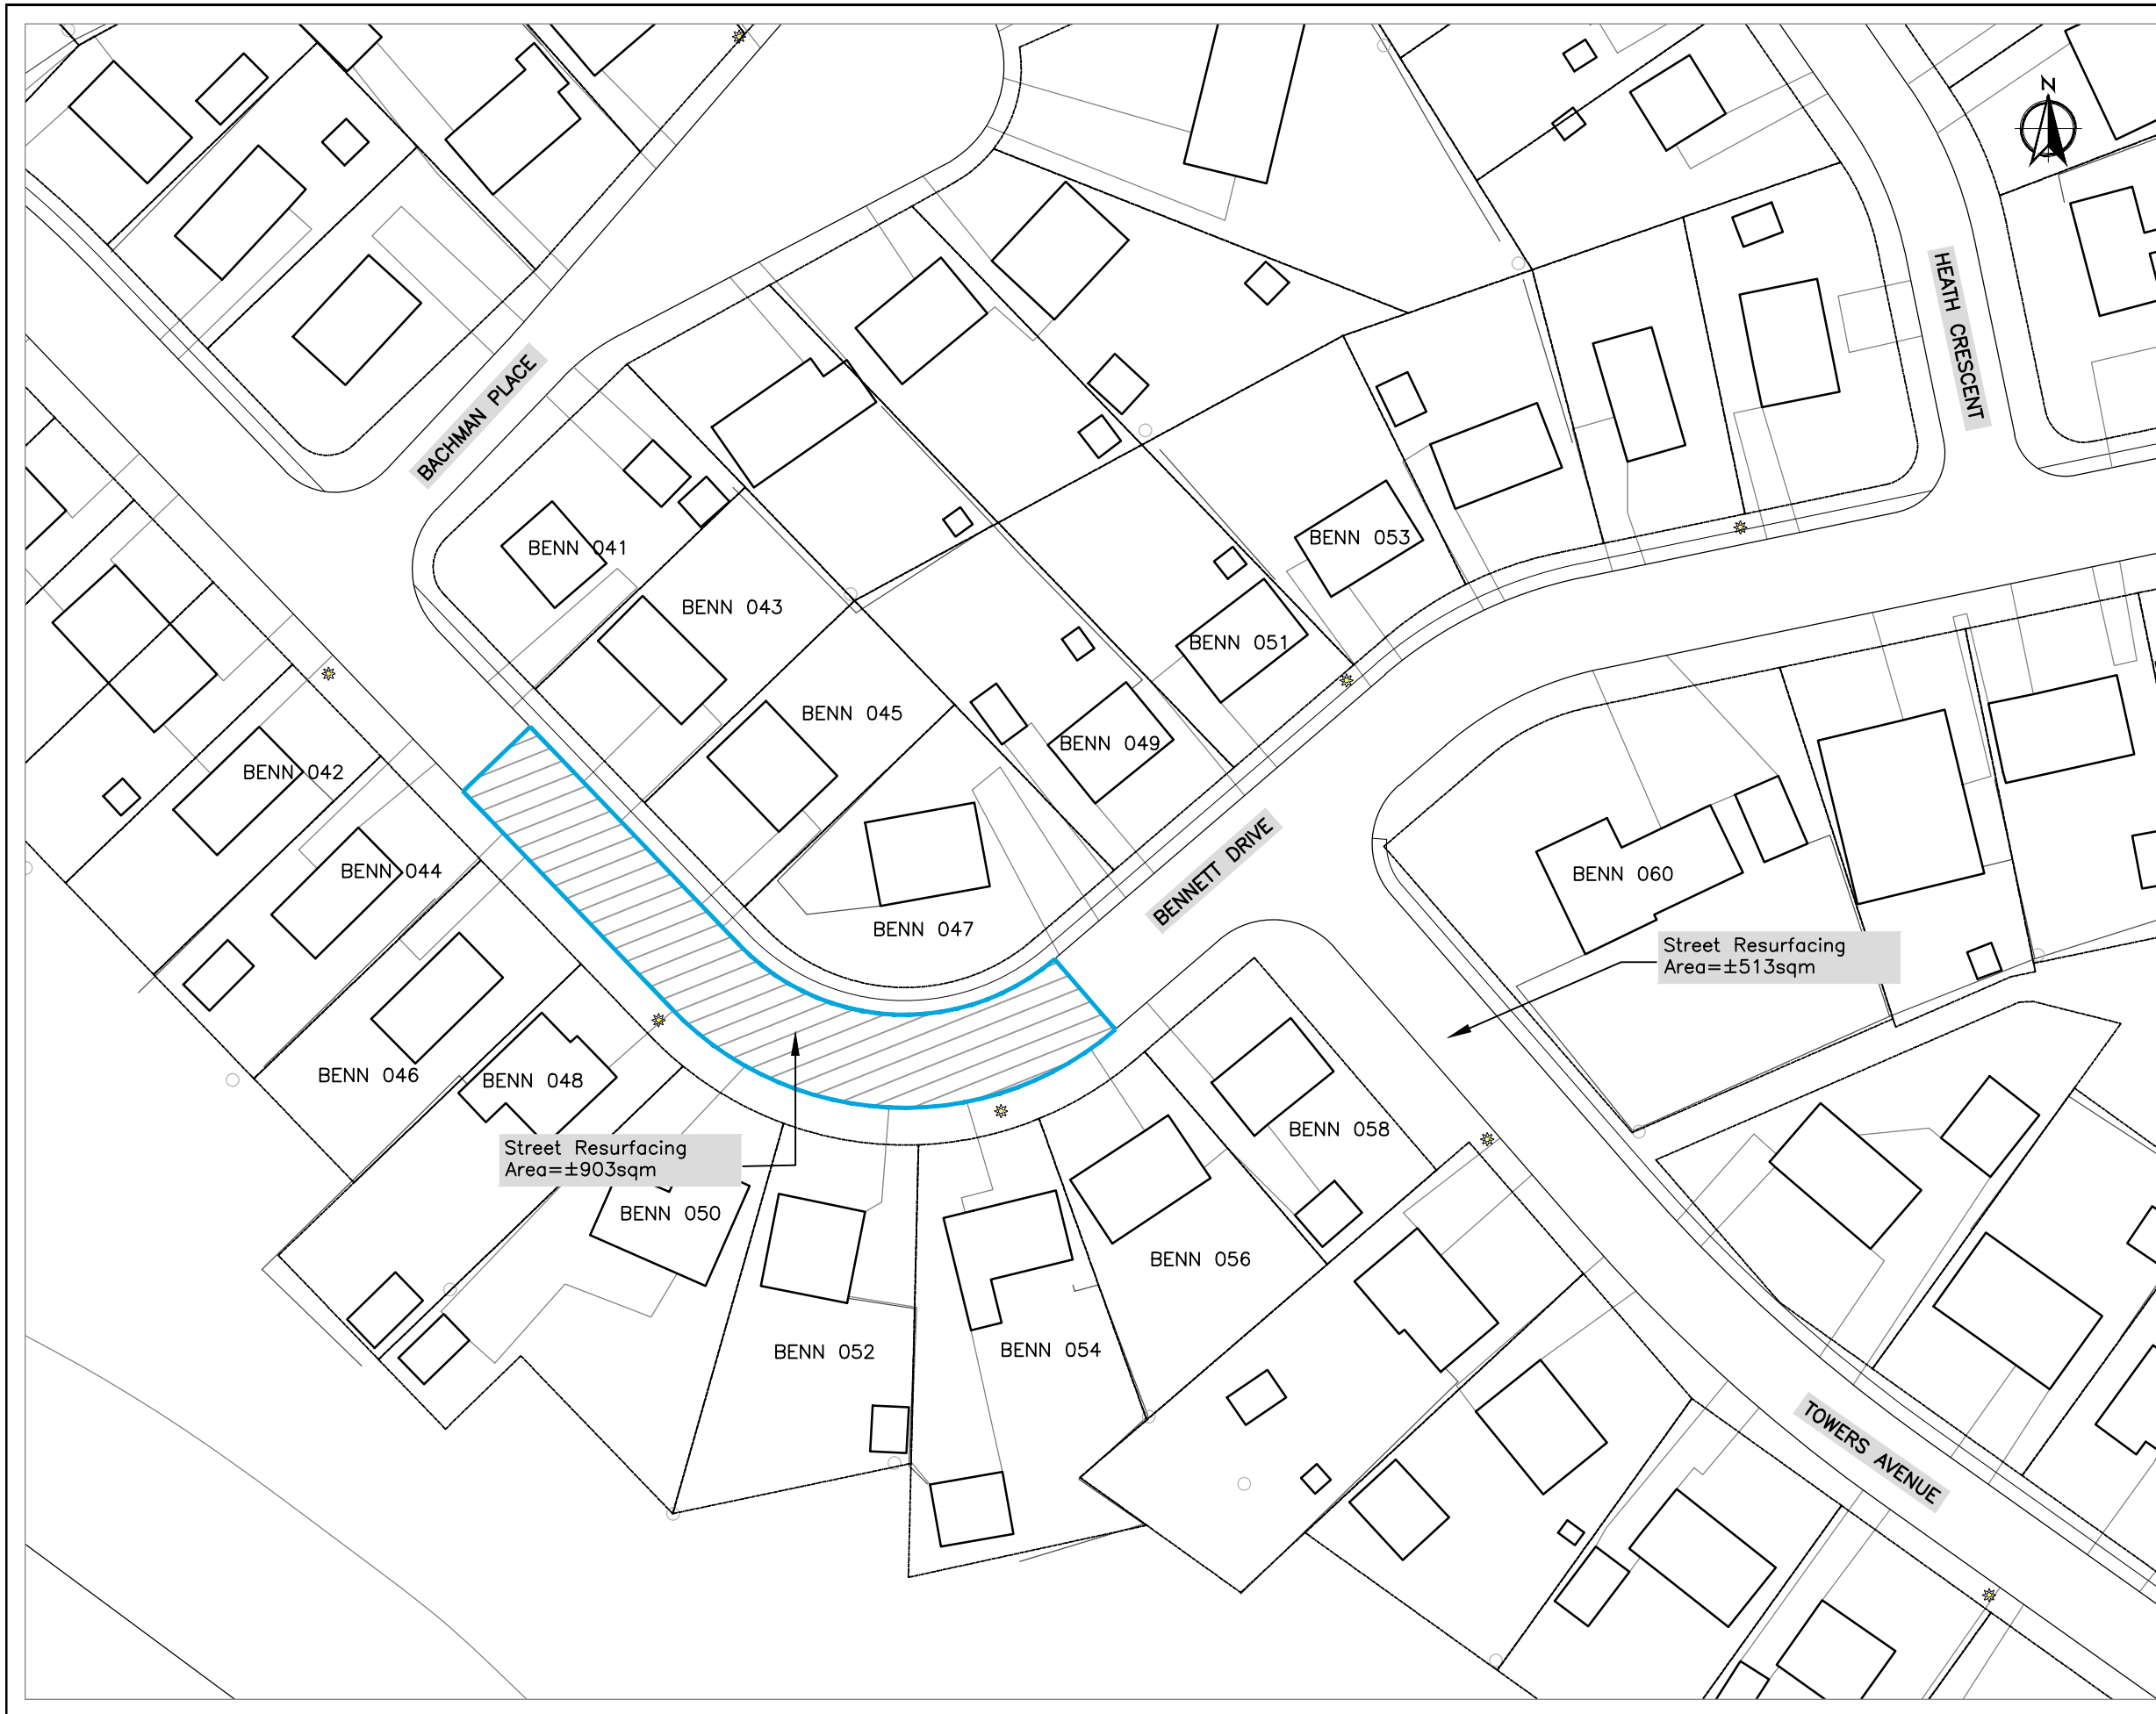 N
HEATH CRESCENT
BACHMAN PLACE
BENN 041
BENN 053
BENN 043
BENN 051
BENN 045
BENN 049
BENN 042
BENNETT DRIVE
BENN 044
BENN 060
BENN 047
Street Resurfacing
Area=±513sqm
BENN 046
BENN 048
BENN 058
Street Resurfacing
Area=±903sqm
BENN 050
BENN 056
BENN 052
BENN 054
TOWERS AVENUE